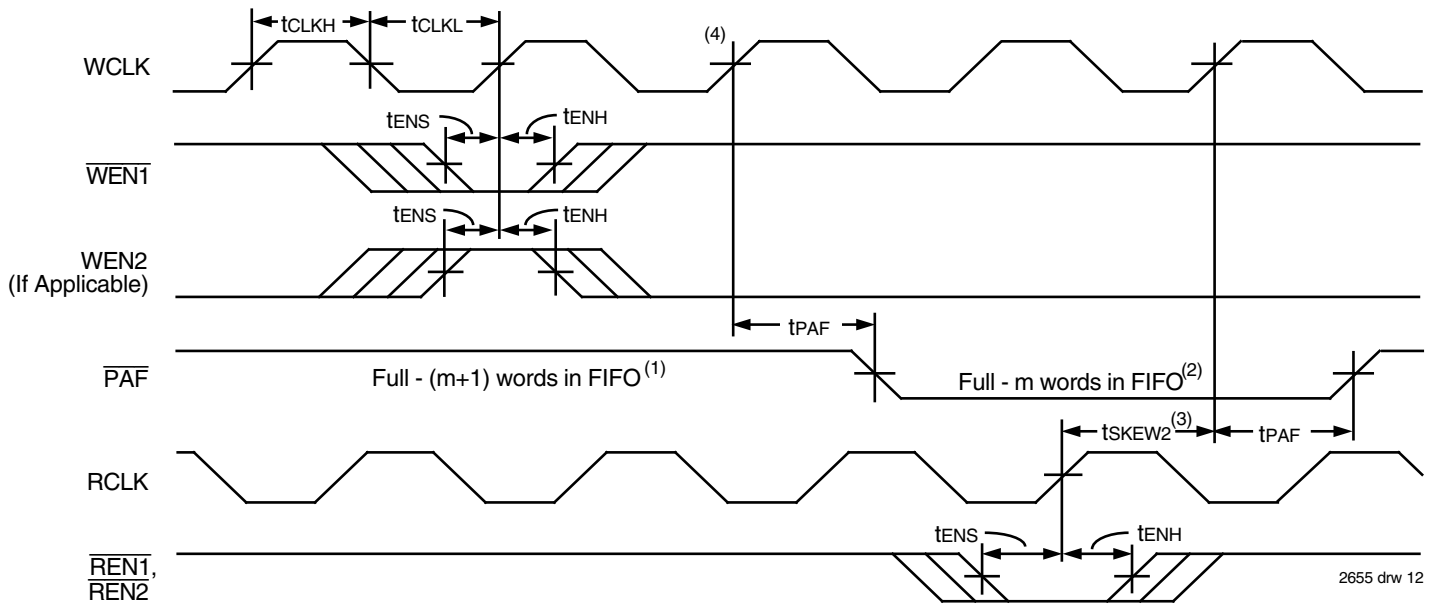 tCLKH tCLKL
(4)
WCLK
tENS tENH
WEN1
tENS tENH
WEN2
(If Applicable)
tPAF
PAF
Full - (m+1) words in FIFO(1)
Full - m words in FIFO(2)
tSKEW2(3) tPAF
RCLK
tENS tENH
REN1,
REN2
2655 drw 12